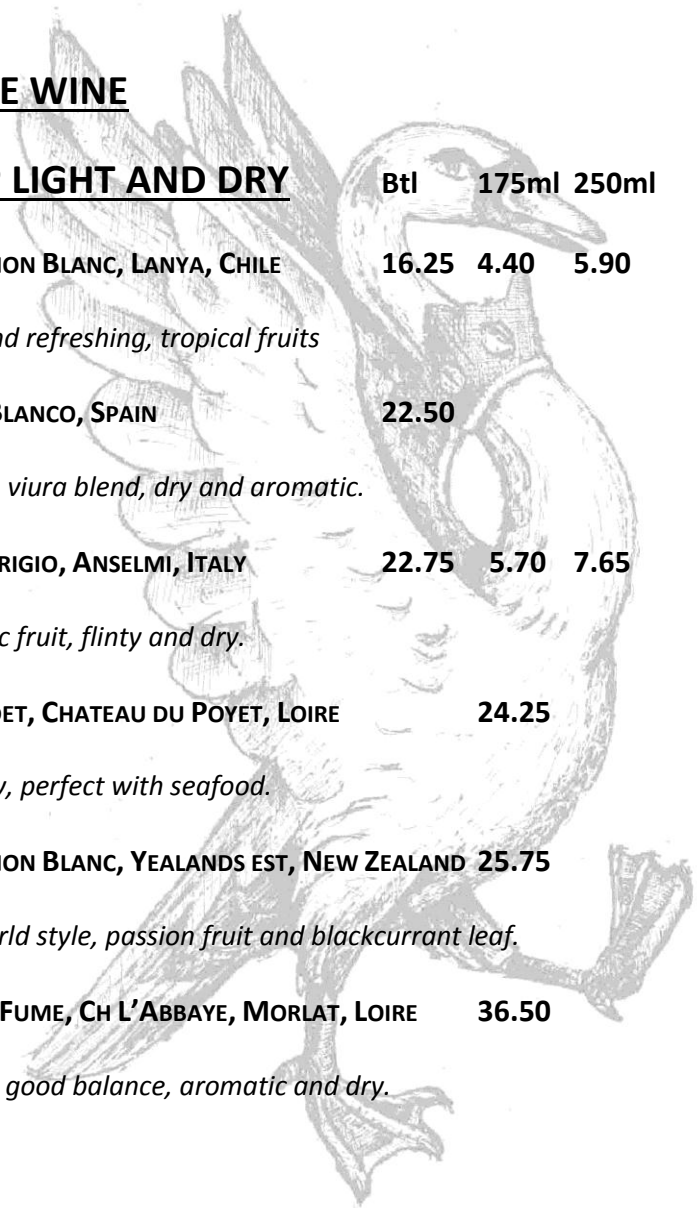 E WINE
LIGHT AND DRY Btl 175ml 250ml
ON BLANC, LANYA, CHILE 16.25 4.40 5.90
nd refreshing, tropical fruits
BLANCO, SPAIN 22.50
viura blend, dry and aromatic.
RIGIO, ANSELMI, ITALY 22.75 5.70 7.65
c fruit, flinty and dry.
DET, CHATEAU DU POYET, LOIRE 24.25
y, perfect with seafood.
ON BLANC, YEALANDS EST, NEW ZEALAND 25.75
rld style, passion fruit and blackcurrant leaf.
FUME, CH L’ABBAYE, MORLAT, LOIRE 36.50
good balance, aromatic and dry.